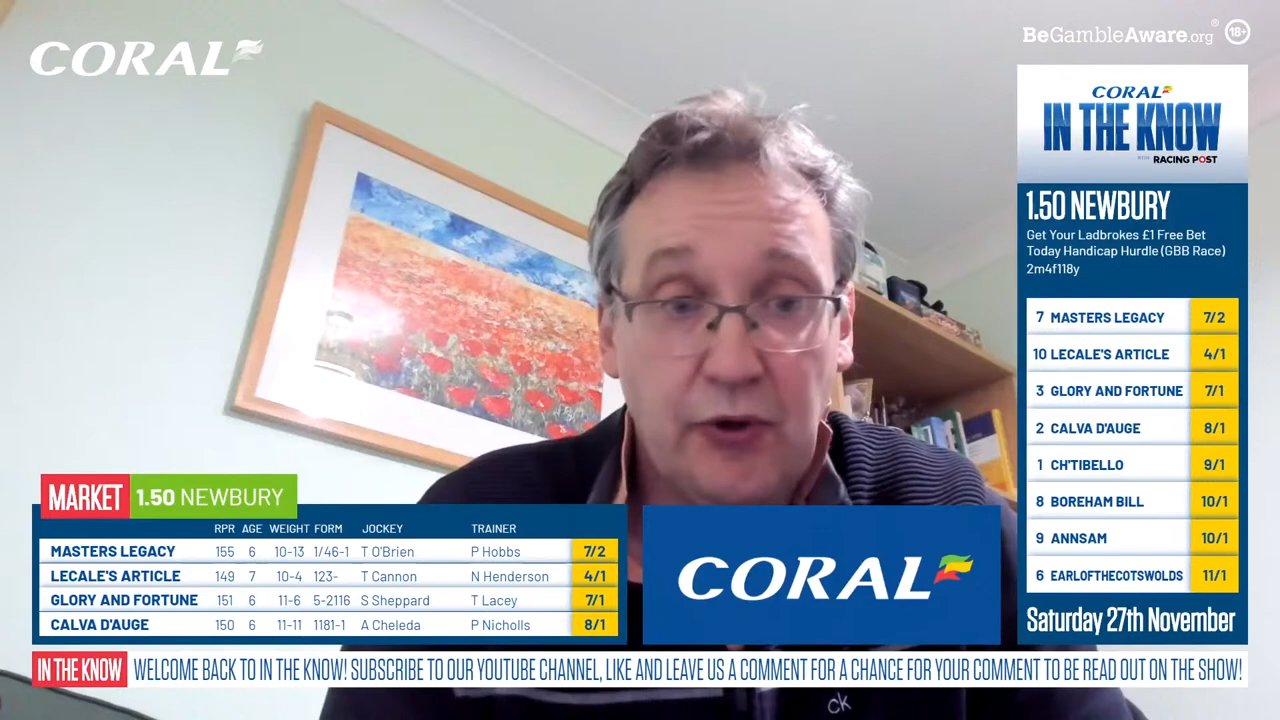 CORAL
BeGambleAware.org® 18+
CORAL
IN THE KNOW
WITH RACING POST
1.50 NEWBURY
Get Your Ladbrokes £1 Free Bet
Today Handicap Hurdle (GBB Race)
2m4f118y
7 MASTERS LEGACY 7/2
10 LECALE'S ARTICLE 4/1
3 GLORY AND FORTUNE 7/1
2 CALVA D'AUGE 8/1
1 CH'TIBELLO 9/1
8 BOREHAM BILL 10/1
9 ANNSAM 10/1
6 EARLOFTHECOTSWOLDS 11/1
Saturday 27th November
MARKET 1.50 NEWBURY
RPR AGE WEIGHT FORM JOCKEY TRAINER
MASTERS LEGACY 155 6 10-13 1/46-1 T O'Brien P Hobbs 7/2
LECALE'S ARTICLE 149 7 10-4 123- T Cannon N Henderson 4/1
GLORY AND FORTUNE 151 6 11-6 5-2116 S Sheppard T Lacey 7/1
CALVA D'AUGE 150 6 11-11 1181-1 A Cheleda P Nicholls 8/1
CORAL
IN THE KNOW WELCOME BACK TO IN THE KNOW! SUBSCRIBE TO OUR YOUTUBE CHANNEL, LIKE AND LEAVE US A COMMENT FOR A CHANCE FOR YOUR COMMENT TO BE READ OUT ON THE SHOW!
ck